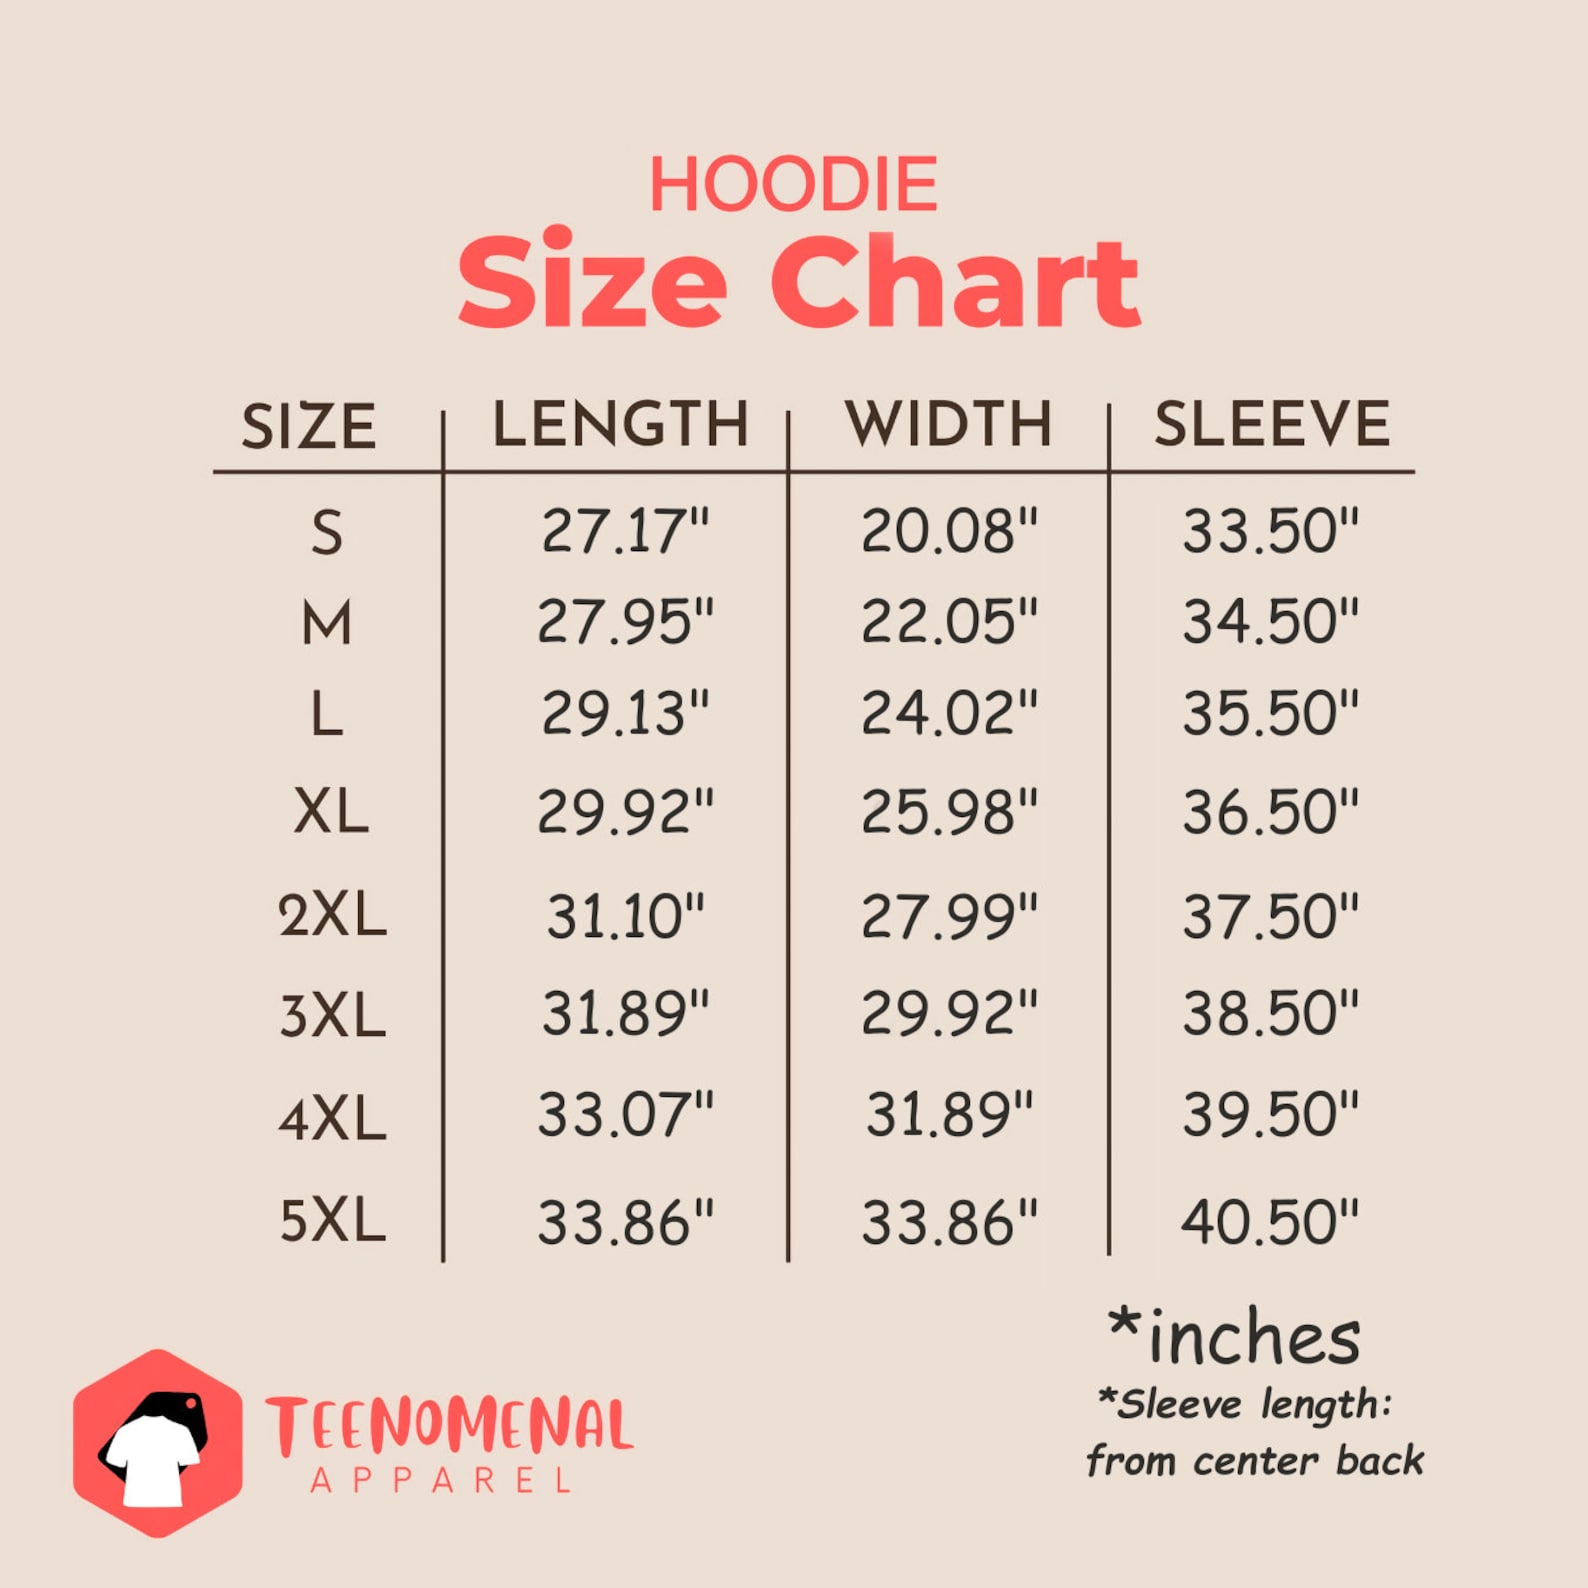 HOODIE
Size Chart
SIZE LENGTH WIDTH SLEEVE
S 27.17" 20.08" 33.50"
M 27.95" 22.05" 34.50"
L 29.13" 24.02" 35.50"
XL 29.92" 25.98" 36.50"
2XL 31.10" 27.99" 37.50"
3XL 31.89" 29.92" 38.50"
4XL 33.07" 31.89" 39.50"
5XL 33.86" 33.86" 40.50"
*inches
*Sleeve length:
from center back
TEENOMENAL
APPAREL